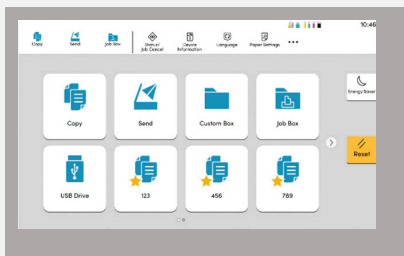 10:46
Copy
Send
Job Box
Status/
Job Cancel
Device
Information
Language
Paper Settings
Energy Saver
Copy
Send
Custom Box
Job Box
Reset
USB Drive
123
456
789